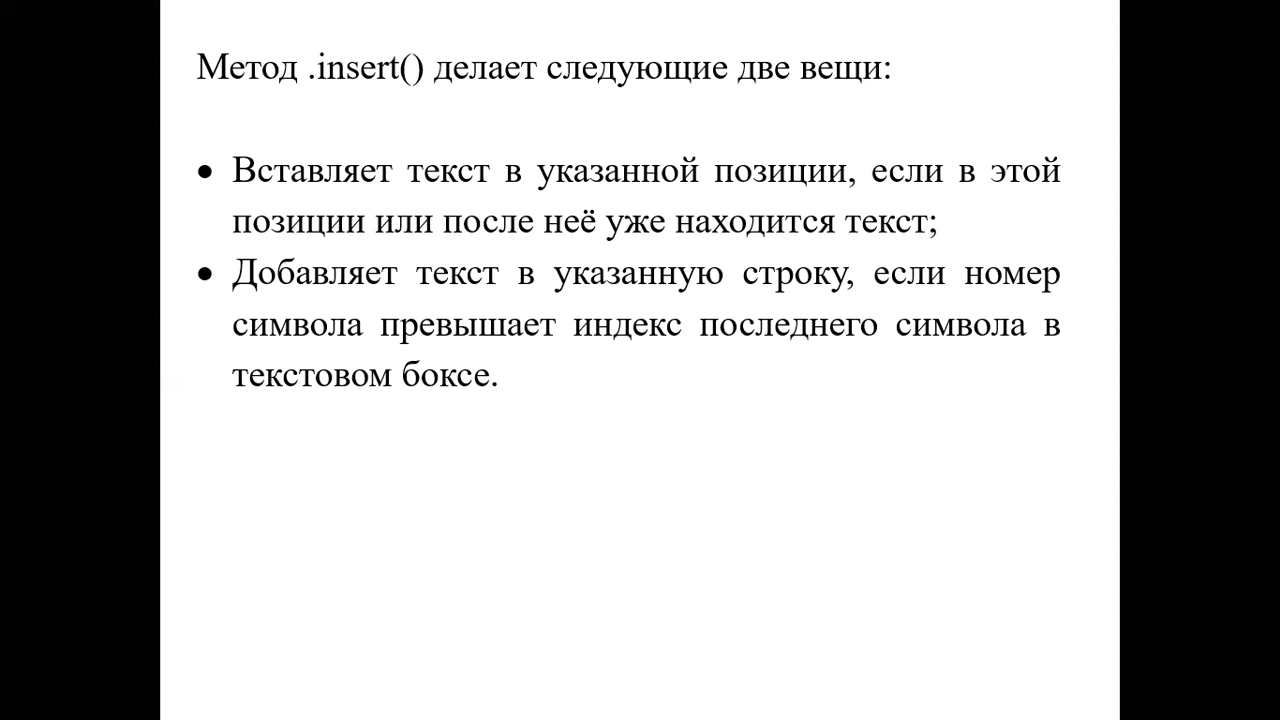 Метод .insert() делает следующие две вещи:
• Вставляет текст в указанной позиции, если в этой
позиции или после неё уже находится текст;
• Добавляет текст в указанную строку, если номер
символа превышает индекс последнего символа в
текстовом боксе.